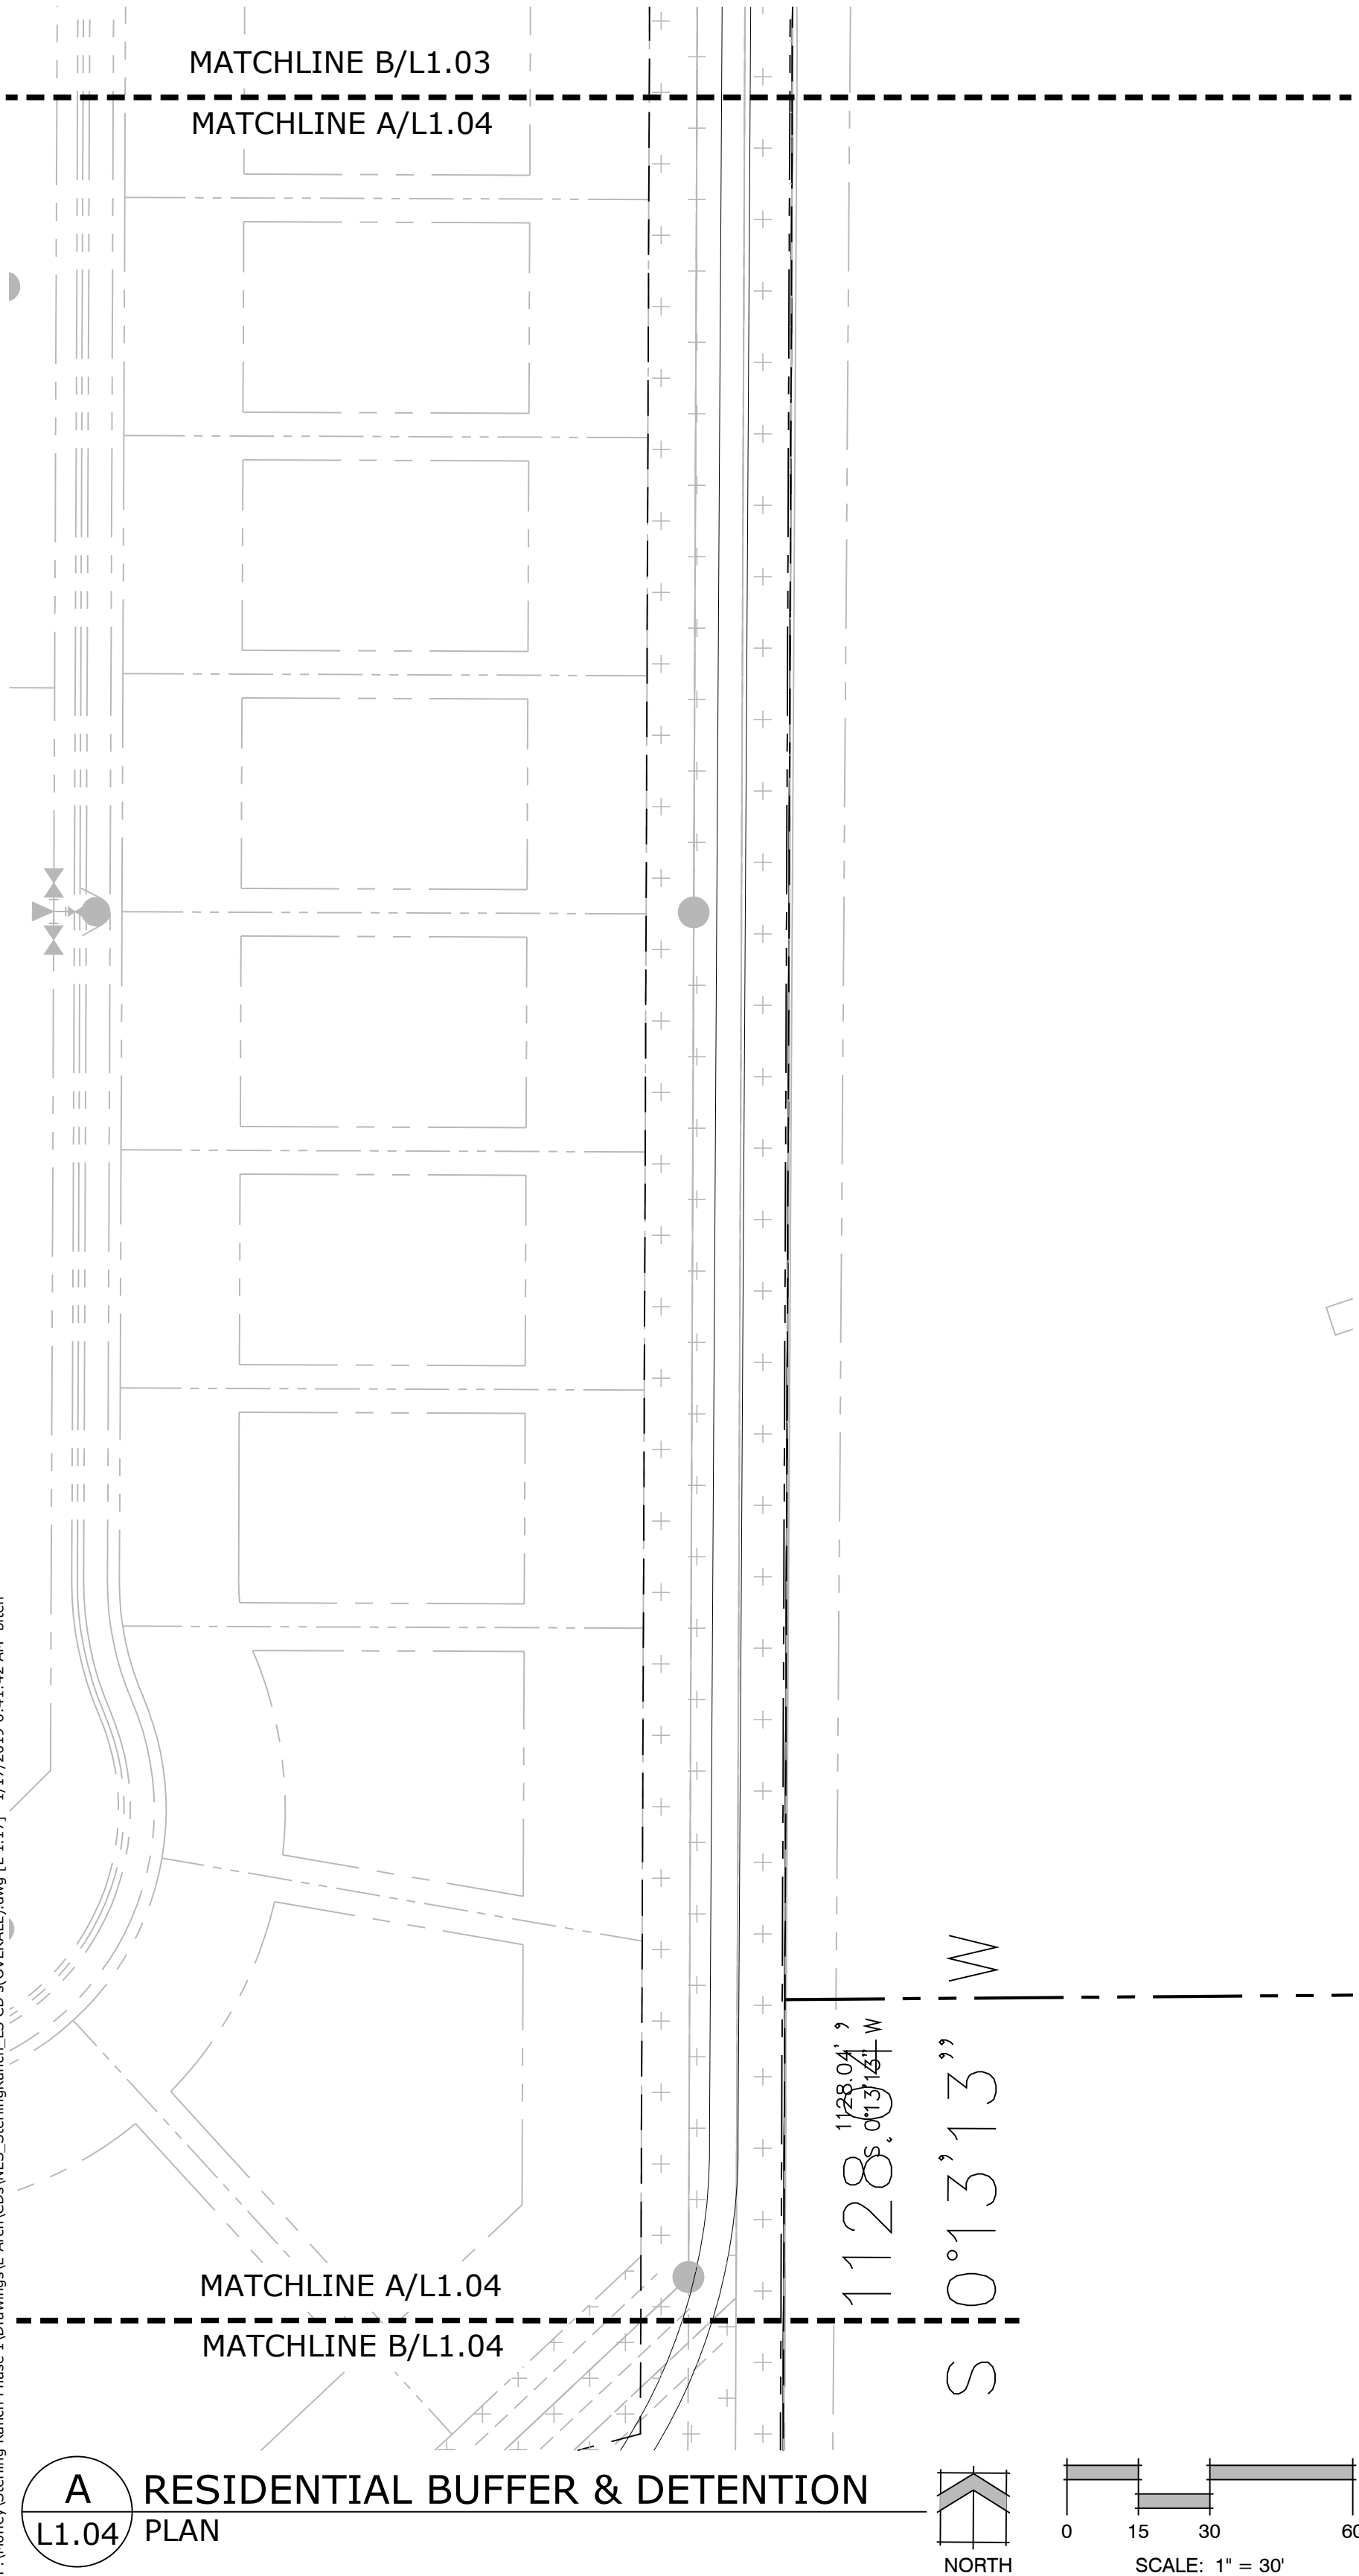 MATCHLINE B/L1.03
MATCHLINE A/L1.04
1128.04'
S 0°13'13" W
1128.04'
S 0°13'13" W
MATCHLINE A/L1.04
MATCHLINE B/L1.04
A
L1.04
RESIDENTIAL BUFFER & DETENTION
PLAN
NORTH
0 15 30 60
SCALE: 1" = 30'